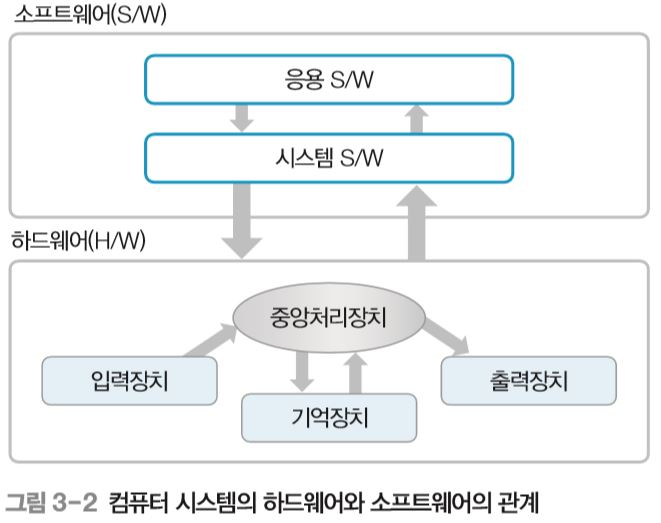 소프트웨어(S/W)
응용 S/W
시스템 S/W
하드웨어(H/W)
중앙처리장치
입력장치
출력장치
기억장치
그림 3-2 컴퓨터 시스템의 하드웨어와 소프트웨어의 관계